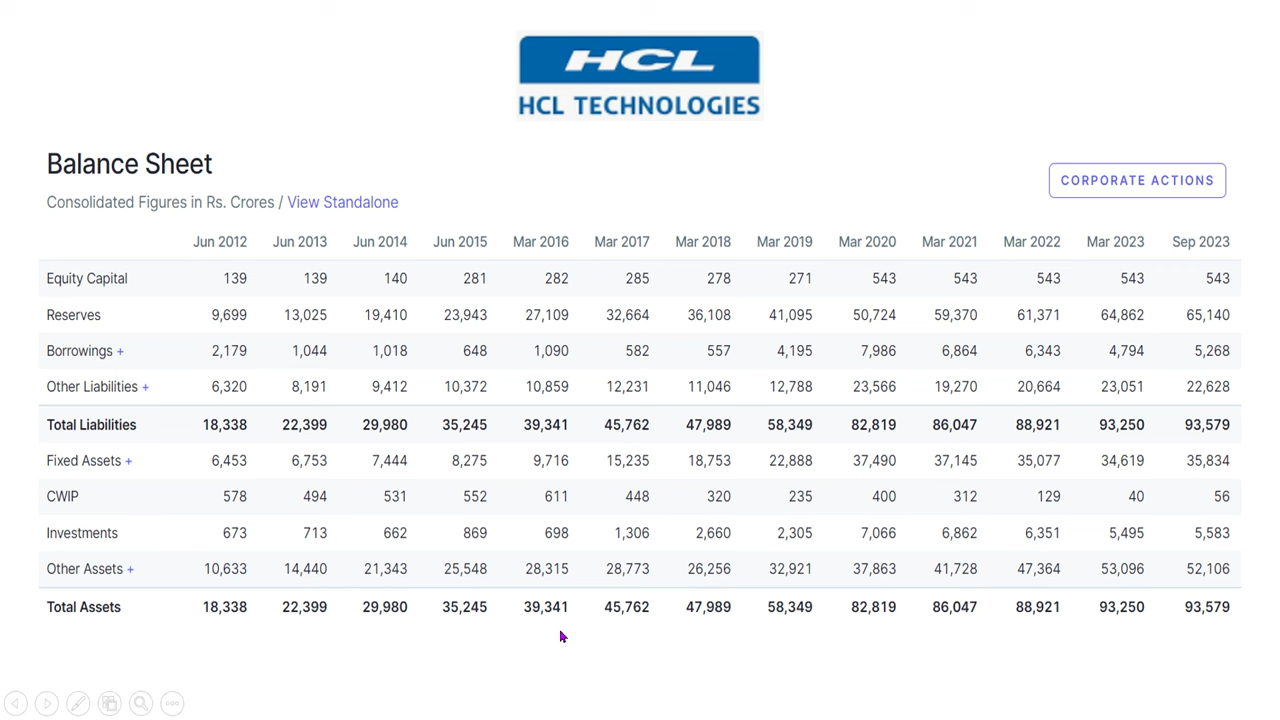 HCL
HCL TECHNOLOGIES
Balance Sheet
CORPORATE ACTIONS
Consolidated Figures in Rs. Crores / View Standalone
Jun 2012 Jun 2013 Jun 2014 Jun 2015 Mar 2016 Mar 2017 Mar 2018 Mar 2019 Mar 2020 Mar 2021 Mar 2022 Mar 2023 Sep 2023
Equity Capital 139 139 140 281 282 285 278 271 543 543 543 543 543
Reserves 9,699 13,025 19,410 23,943 27,109 32,664 36,108 41,095 50,724 59,370 61,371 64,862 65,140
Borrowings + 2,179 1,044 1,018 648 1,090 582 557 4,195 7,986 6,864 6,343 4,794 5,268
Other Liabilities + 6,320 8,191 9,412 10,372 10,859 12,231 11,046 12,788 23,566 19,270 20,664 23,051 22,628
Total Liabilities 18,338 22,399 29,980 35,245 39,341 45,762 47,989 58,349 82,819 86,047 88,921 93,250 93,579
Fixed Assets + 6,453 6,753 7,444 8,275 9,716 15,235 18,753 22,888 37,490 37,145 35,077 34,619 35,834
CWIP 578 494 531 552 611 448 320 235 400 312 129 40 56
Investments 673 713 662 869 698 1,306 2,660 2,305 7,066 6,862 6,351 5,495 5,583
Other Assets + 10,633 14,440 21,343 25,548 28,315 28,773 26,256 32,921 37,863 41,728 47,364 53,096 52,106
Total Assets 18,338 22,399 29,980 35,245 39,341 45,762 47,989 58,349 82,819 86,047 88,921 93,250 93,579